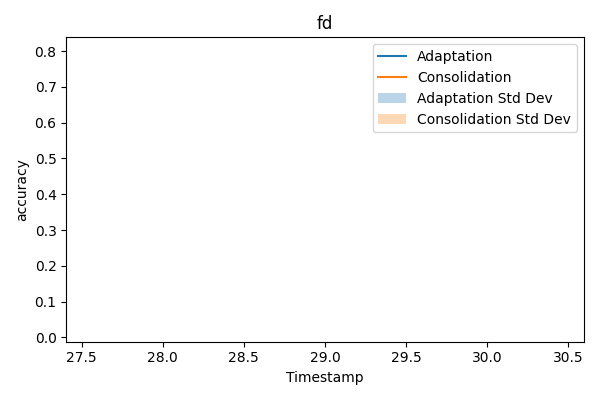 fd
Adaptation
Consolidation
Adaptation Std Dev
Consolidation Std Dev
accuracy
0.8
0.7
0.6
0.5
0.4
0.3
0.2
0.1
0.0
27.5 28.0 28.5 29.0 29.5 30.0 30.5
Timestamp